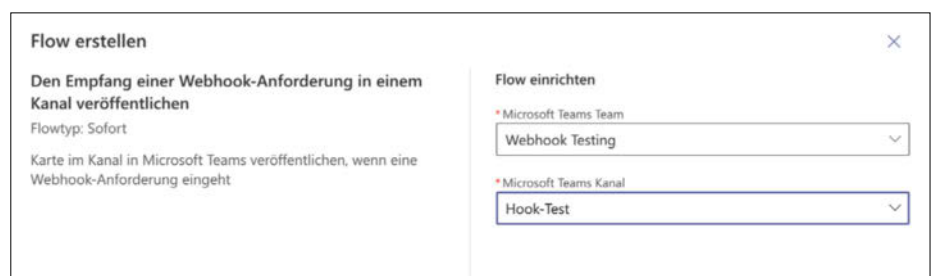 Flow erstellen
Den Empfang einer Webhook-Anforderung in einem
Kanal veröffentlichen
Flowtyp: Sofort
Karte im Kanal in Microsoft Teams veröffentlichen, wenn eine
Webhook-Anforderung eingeht
Flow einrichten
* Microsoft Teams Team
Webhook Testing
* Microsoft Teams Kanal
Hook-Test